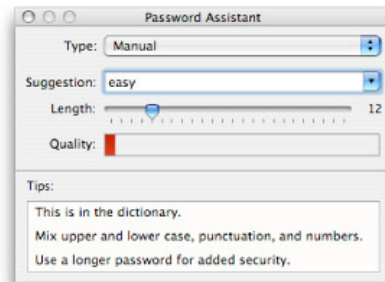 Password Assistant
Type: Manual
Suggestion: easy
Length: 12
Quality:
Tips:
This is in the dictionary.
Mix upper and lower case, punctuation, and numbers.
Use a longer password for added security.